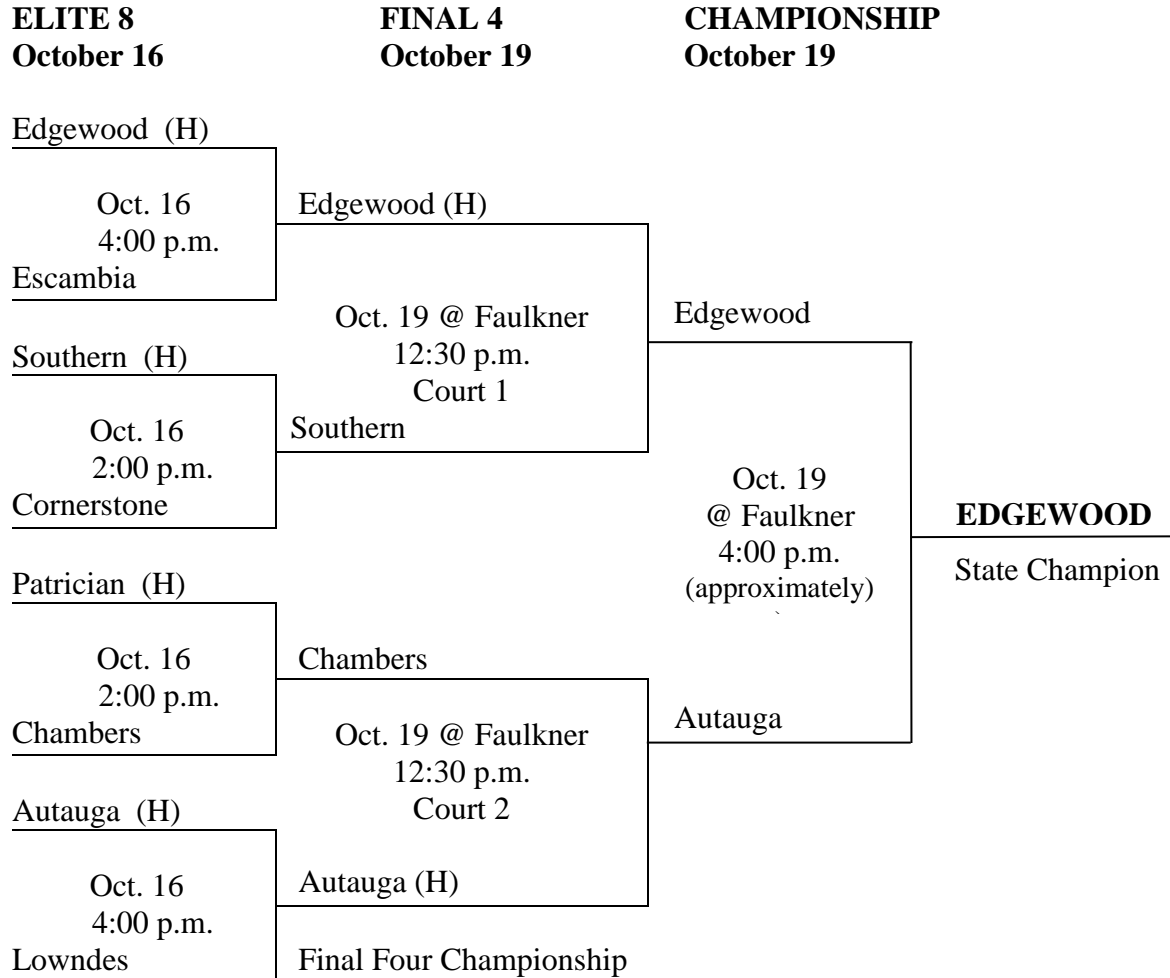 ELITE 8
October 16
FINAL 4
October 19
CHAMPIONSHIP
October 19
Edgewood (H)
Oct. 16
4:00 p.m.
Escambia
Southern (H)
Oct. 16
2:00 p.m.
Cornerstone
Patrician (H)
Oct. 16
2:00 p.m.
Chambers
Autauga (H)
Oct. 16
4:00 p.m.
Lowndes
Edgewood (H)
Oct. 19 @ Faulkner
12:30 p.m.
Court 1
Southern
Chambers
Oct. 19 @ Faulkner
12:30 p.m.
Court 2
Autauga (H)
Final Four Championship
Edgewood
Oct. 19
@ Faulkner
4:00 p.m.
(approximately)
Autauga
EDGEWOOD
State Champion